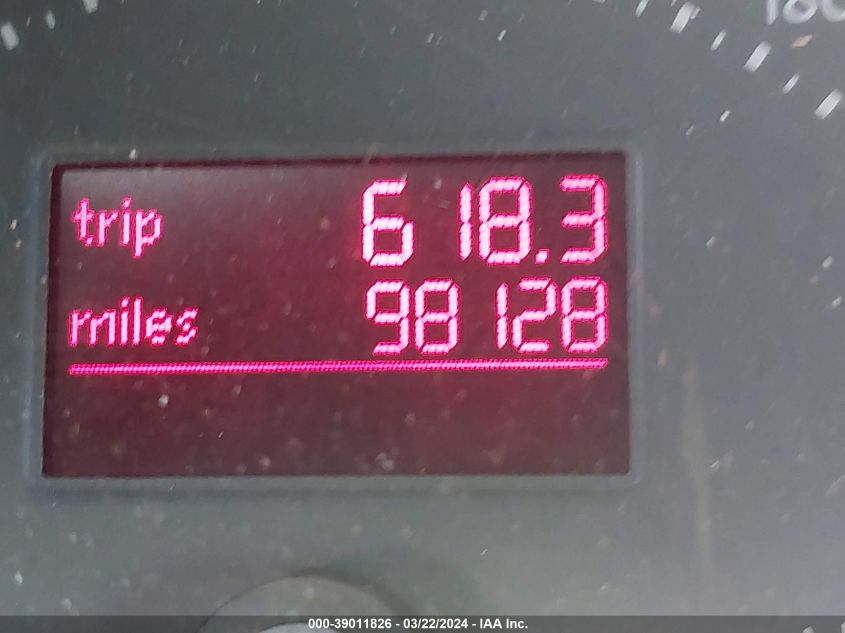 trip 618.3
miles 98128
000-39011826 - 03/22/2024 - IAA Inc.